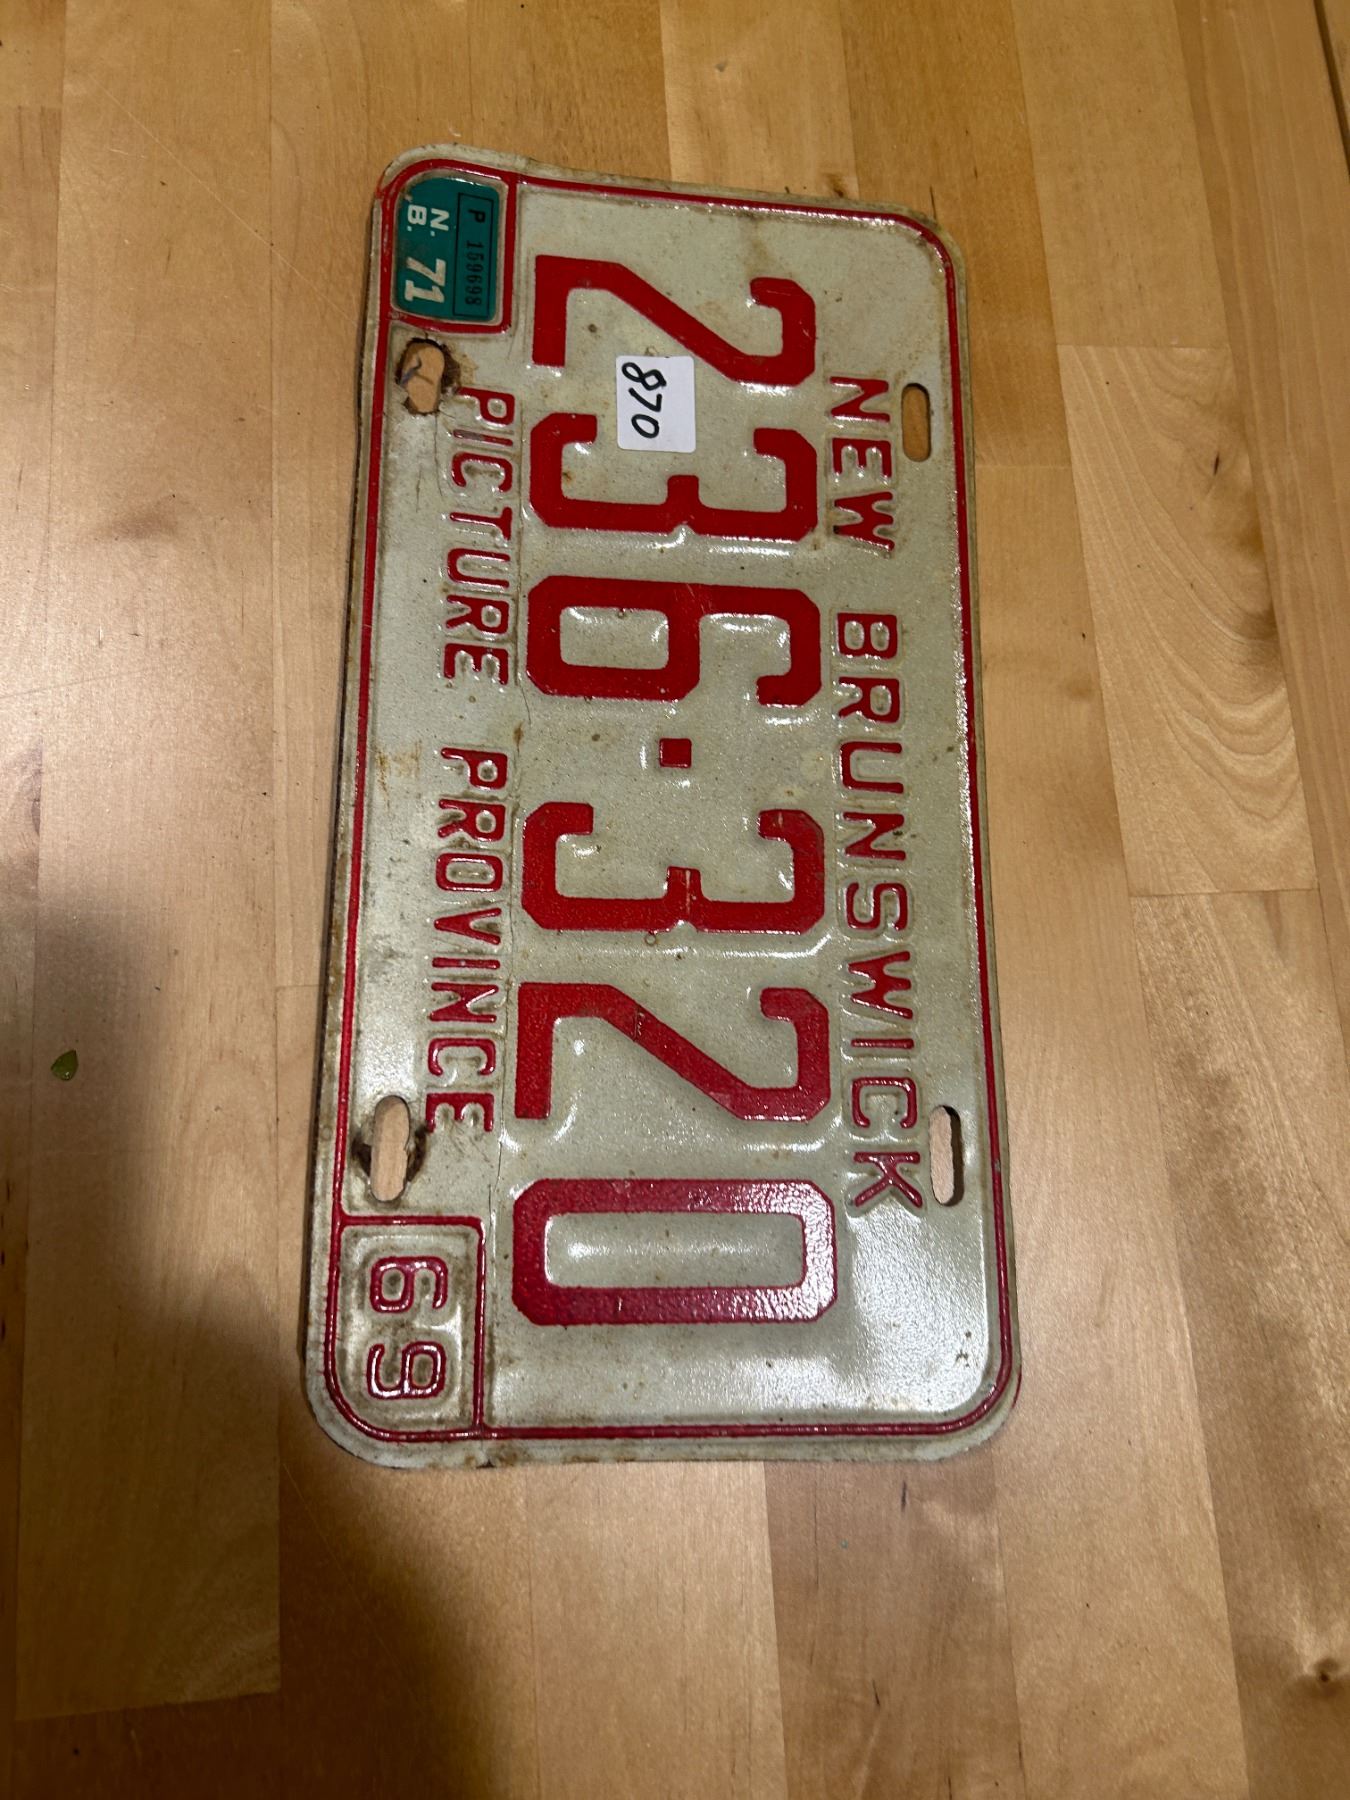 NEW BRUNSWICK
236·320
870
PICTURE PROVINCE
P 159698
N.B. 71
69